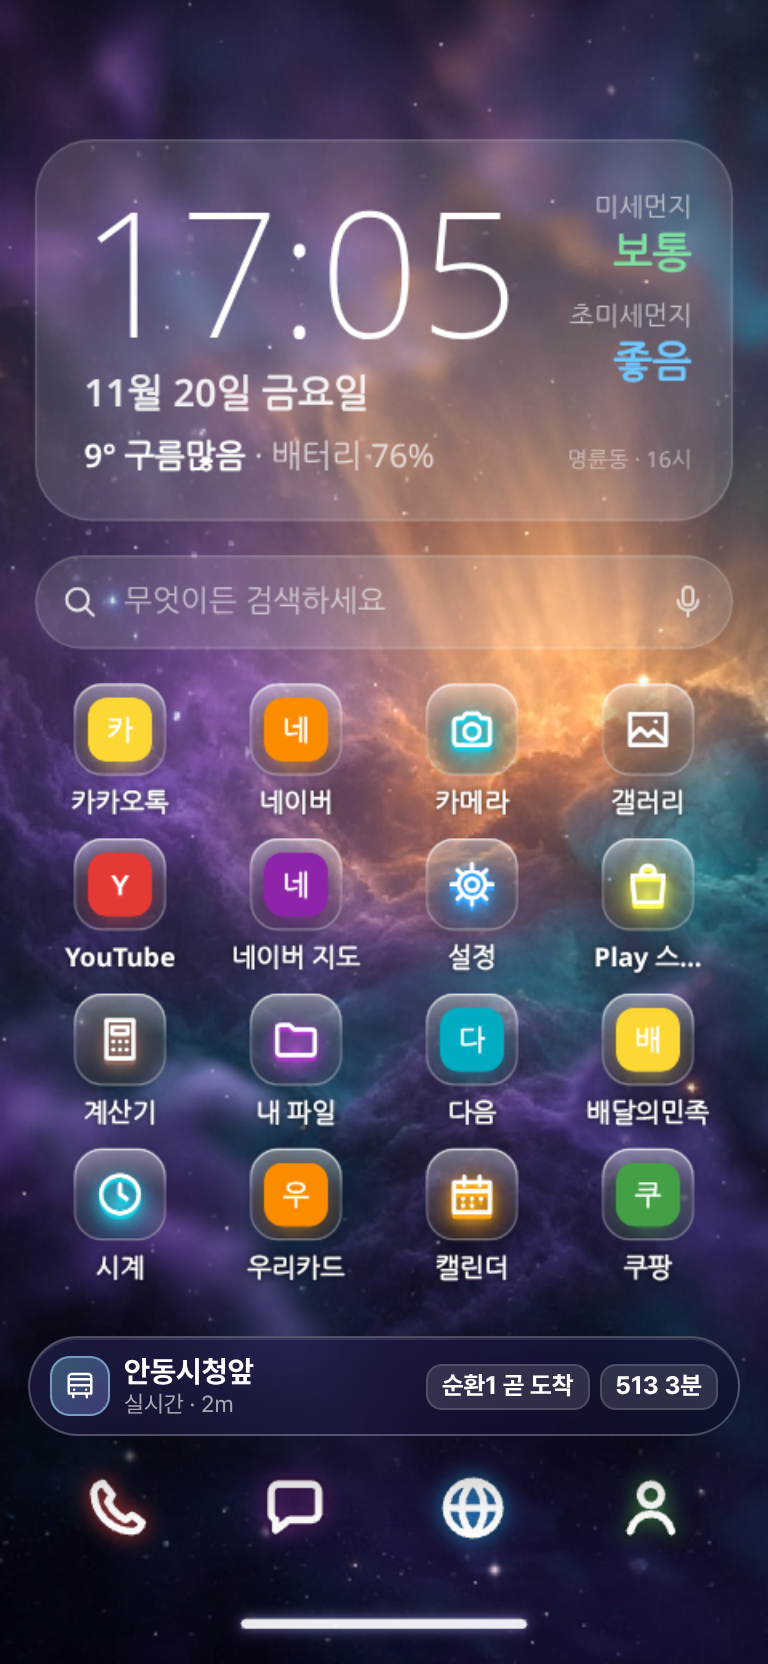 17:05
미세먼지
보통
초미세먼지
좋음
11월 20일 금요일
9° 구름많음 · 배터리 76%
명륜동 · 16시
무엇이든 검색하세요
카
네
카카오톡
네이버
카메라
갤러리
Y
네
YouTube
네이버 지도
설정
Play 스...
다
배
계산기
내 파일
다음
배달의민족
우
쿠
시계
우리카드
캘린더
쿠팡
안동시청앞
실시간 · 2m
순환1 곧 도착
513 3분